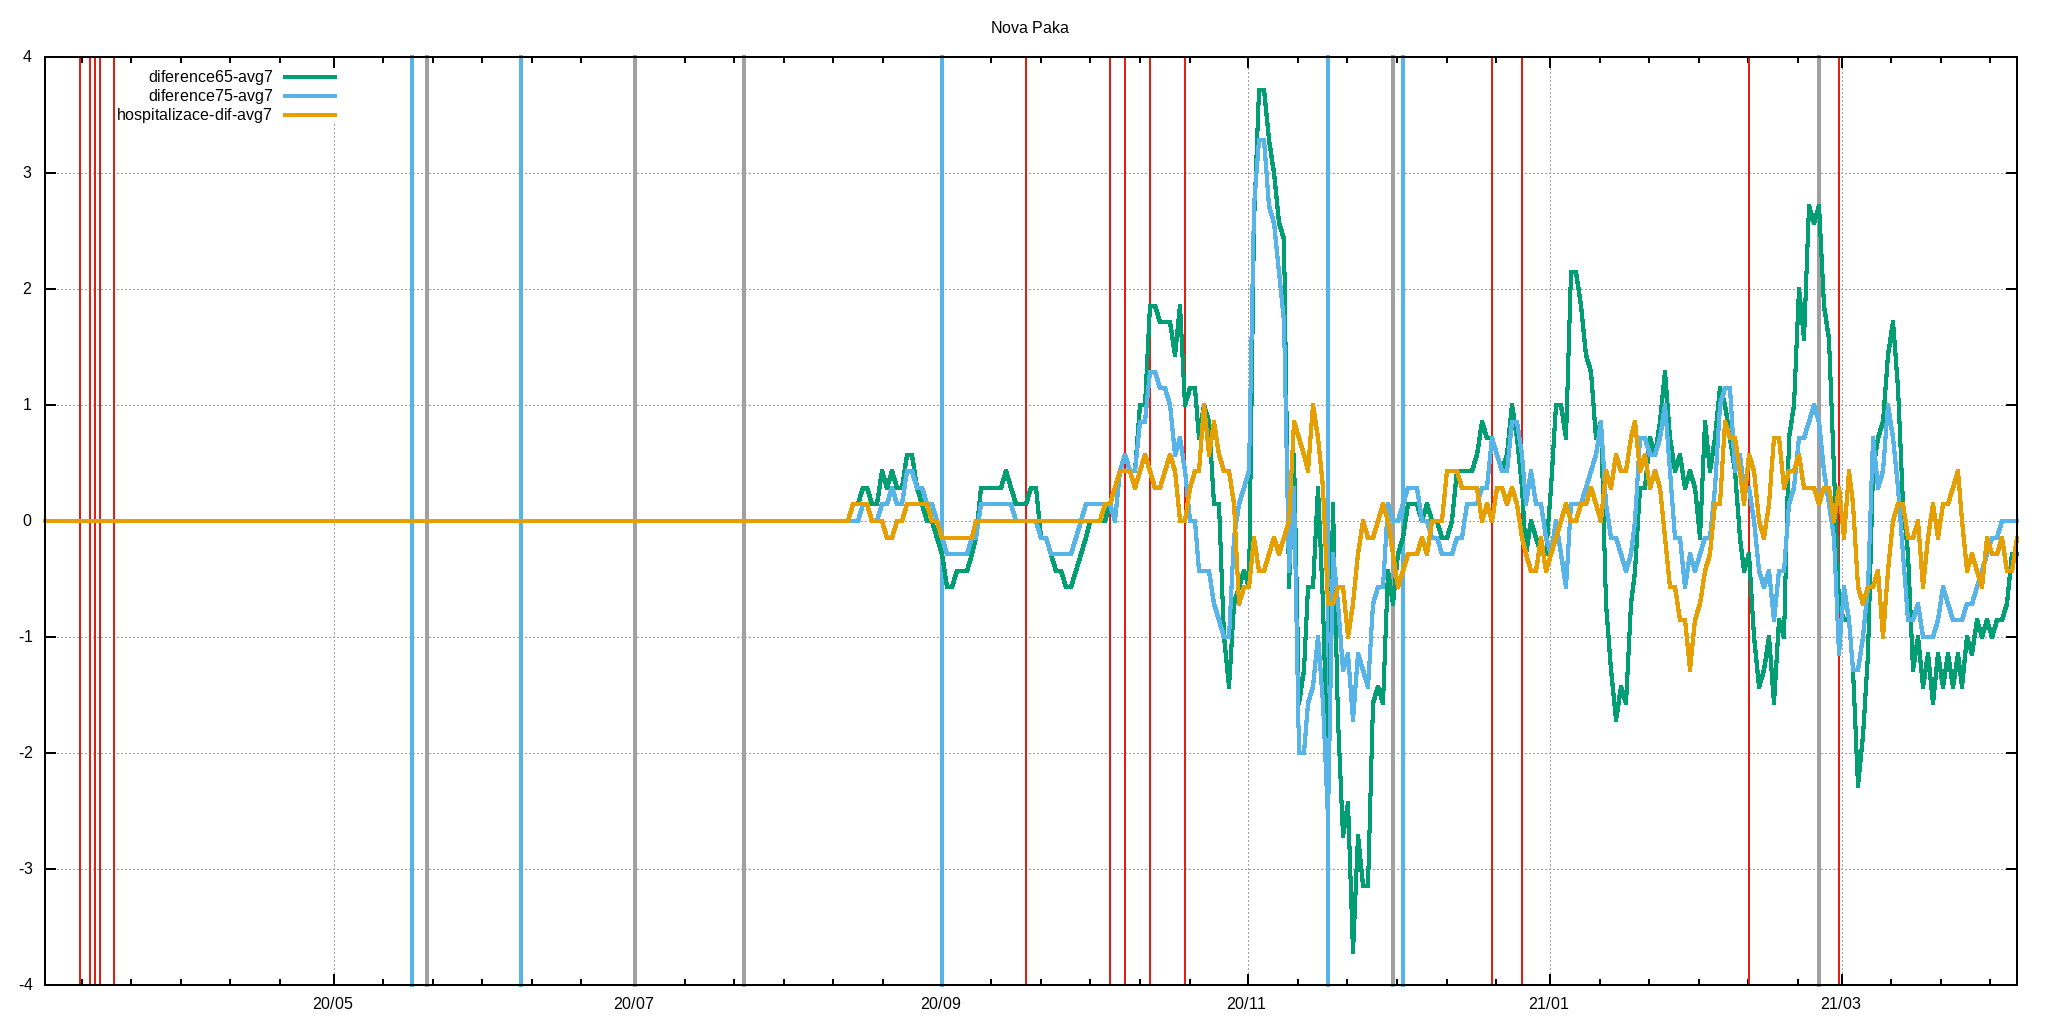 Nova Paka
diference65-avg7
diference75-avg7
hospitalizace-dif-avg7
4
3
2
1
0
-1
-2
-3
-4
20/05 20/07 20/09 20/11 21/01 21/03